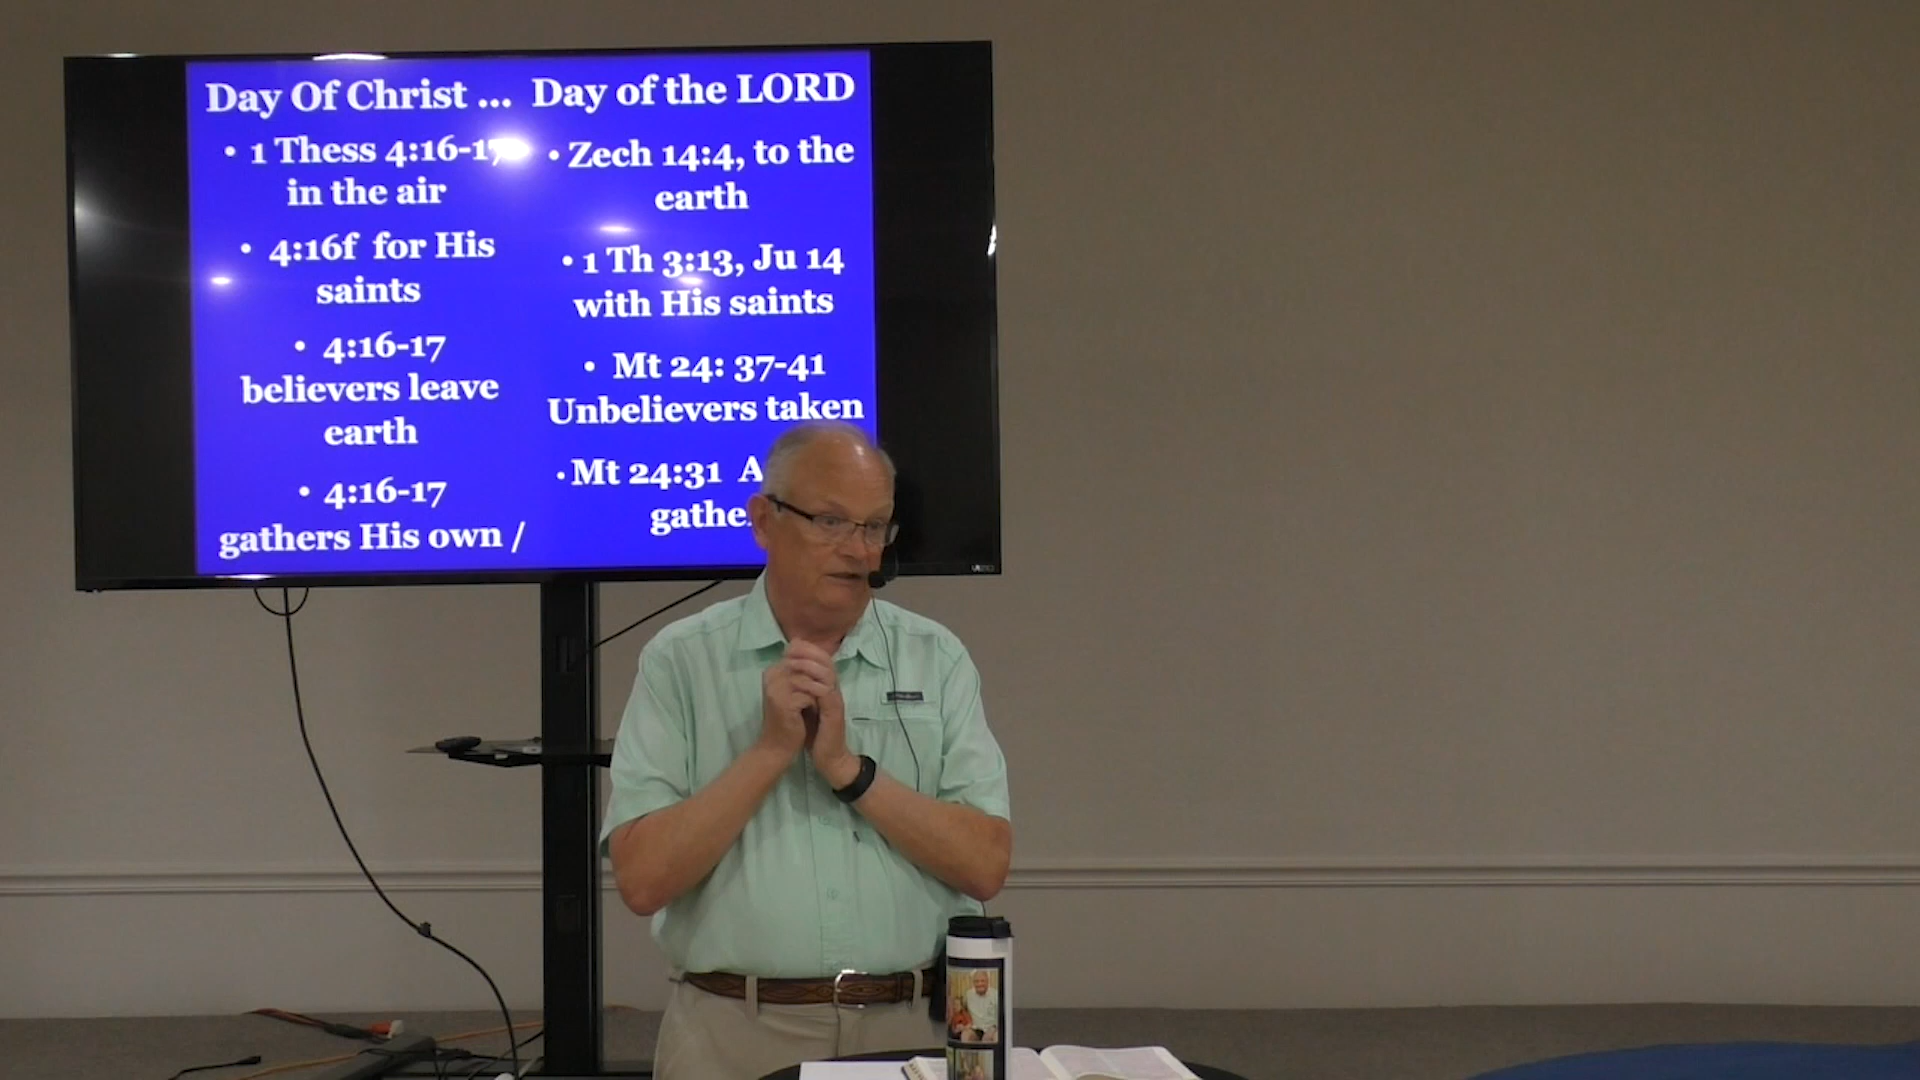 Day Of Christ ... Day of the LORD
• 1 Thess 4:16-17
in the air
• 4:16f for His
saints
• 4:16-17
believers leave
earth
• 4:16-17
gathers His own /
• Zech 14:4, to the
earth
• 1 Th 3:13, Ju 14
with His saints
• Mt 24: 37-41
Unbelievers taken
• Mt 24:31
VIZIO